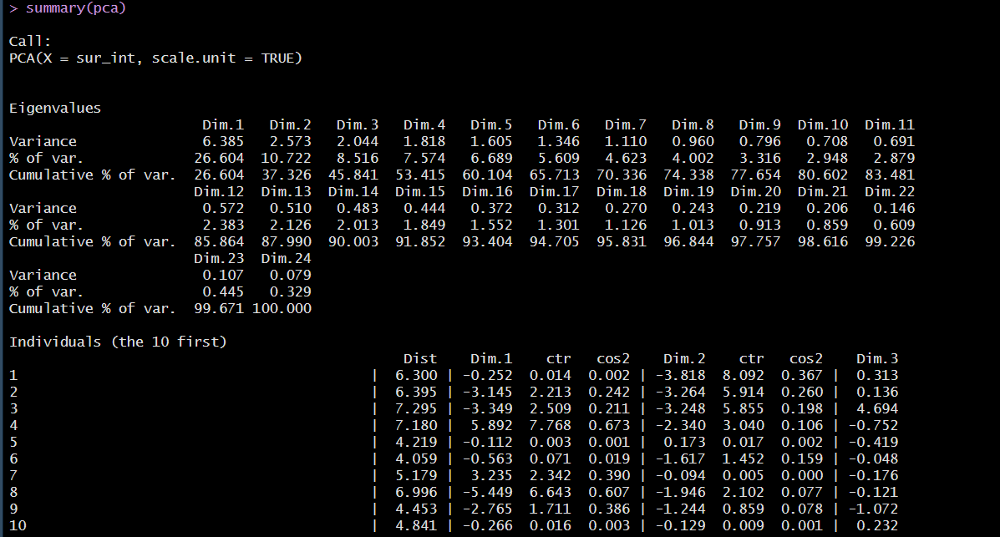 > summary(pca)
Call:
PCA(X = sur_int, scale.unit = TRUE)
Eigenvalues
Dim.1 Dim.2 Dim.3 Dim.4 Dim.5 Dim.6 Dim.7 Dim.8 Dim.9 Dim.10 Dim.11
Variance 6.385 2.573 2.044 1.818 1.605 1.346 1.110 0.960 0.796 0.708 0.691
% of var. 26.604 10.722 8.516 7.574 6.689 5.609 4.623 4.002 3.316 2.948 2.879
Cumulative % of var. 26.604 37.326 45.841 53.415 60.104 65.713 70.336 74.338 77.654 80.602 83.481
Dim.12 Dim.13 Dim.14 Dim.15 Dim.16 Dim.17 Dim.18 Dim.19 Dim.20 Dim.21 Dim.22
Variance 0.572 0.510 0.483 0.444 0.372 0.312 0.270 0.243 0.219 0.206 0.146
% of var. 2.383 2.126 2.013 1.849 1.552 1.301 1.126 1.013 0.913 0.859 0.609
Cumulative % of var. 85.864 87.990 90.003 91.852 93.404 94.705 95.831 96.844 97.757 98.616 99.226
Dim.23 Dim.24
Variance 0.107 0.079
% of var. 0.445 0.329
Cumulative % of var. 99.671 100.000
Individuals (the 10 first)
Dist Dim.1 ctr cos2 Dim.2 ctr cos2 Dim.3
1 | 6.300 | -0.252 0.014 0.002 | -3.818 8.092 0.367 | 0.313
2 | 6.395 | -3.145 2.213 0.242 | -3.264 5.914 0.260 | 0.136
3 | 7.295 | -3.349 2.509 0.211 | -3.248 5.855 0.198 | 4.694
4 | 7.180 | 5.892 7.768 0.673 | -2.340 3.040 0.106 | -0.752
5 | 4.219 | -0.112 0.003 0.001 | 0.173 0.017 0.002 | -0.419
6 | 4.059 | -0.563 0.071 0.019 | -1.617 1.452 0.159 | -0.048
7 | 5.179 | 3.235 2.342 0.390 | -0.094 0.005 0.000 | -0.176
8 | 6.996 | -5.449 6.643 0.607 | -1.946 2.102 0.077 | -0.121
9 | 4.453 | -2.765 1.711 0.386 | -1.244 0.859 0.078 | -1.072
10 | 4.841 | -0.266 0.016 0.003 | -0.129 0.009 0.001 | 0.232